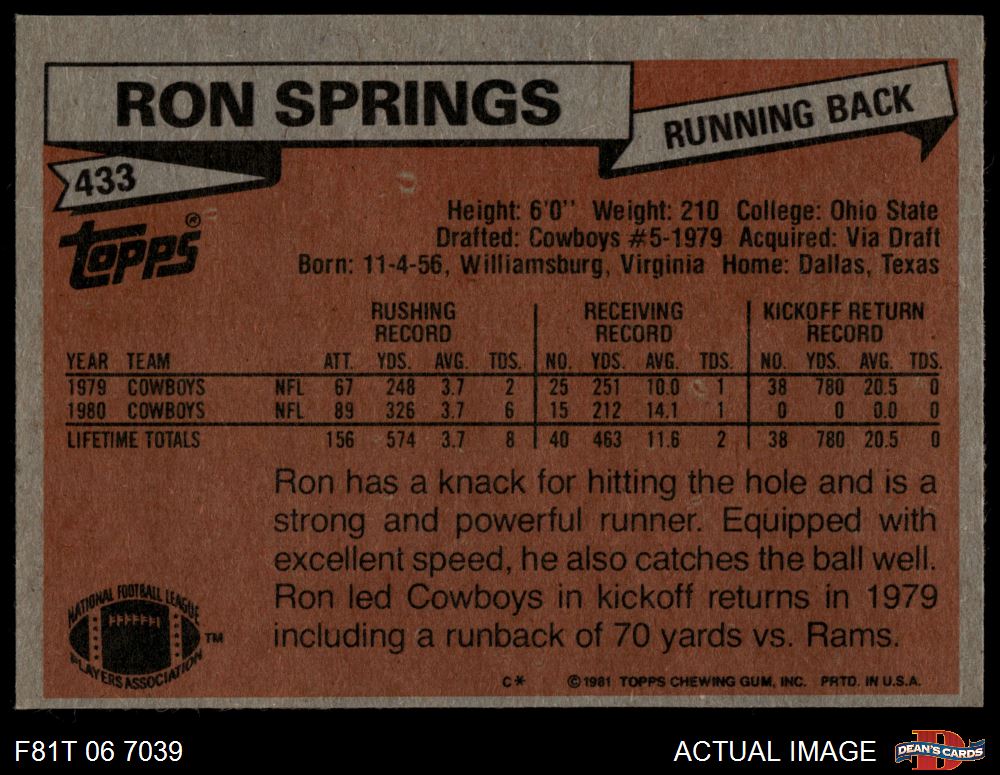 RON SPRINGS
RUNNING BACK
433
topps®
Height: 6'0" Weight: 210 College: Ohio State
Drafted: Cowboys #5-1979 Acquired: Via Draft
Born: 11-4-56, Williamsburg, Virginia Home: Dallas, Texas
RUSHING RECORD RECEIVING RECORD KICKOFF RETURN RECORD
YEAR TEAM ATT. YDS. AVG. TDS. NO. YDS. AVG. TDS. NO. YDS. AVG. TDS.
1979 COWBOYS NFL 67 248 3.7 2 25 251 10.0 1 38 780 20.5 0
1980 COWBOYS NFL 89 326 3.7 6 15 212 14.1 1 0 0 0.0 0
LIFETIME TOTALS 156 574 3.7 8 40 463 11.6 2 38 780 20.5 0
Ron has a knack for hitting the hole and is a
strong and powerful runner. Equipped with
excellent speed, he also catches the ball well.
Ron led Cowboys in kickoff returns in 1979
including a runback of 70 yards vs. Rams.
NATIONAL FOOTBALL LEAGUE
PLAYERS ASSOCIATION
TM
C* ©1981 TOPPS CHEWING GUM, INC. PRTD. IN U.S.A.
F81T 06 7039
ACTUAL IMAGE
D
DEAN'S CARDS